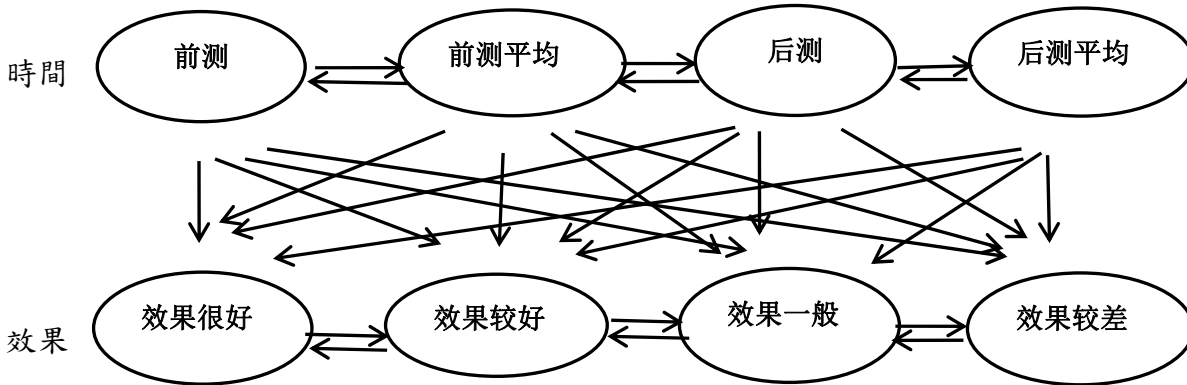 時間
前测
前测平均
后测
后测平均
效果
效果很好
效果较好
效果一般
效果较差